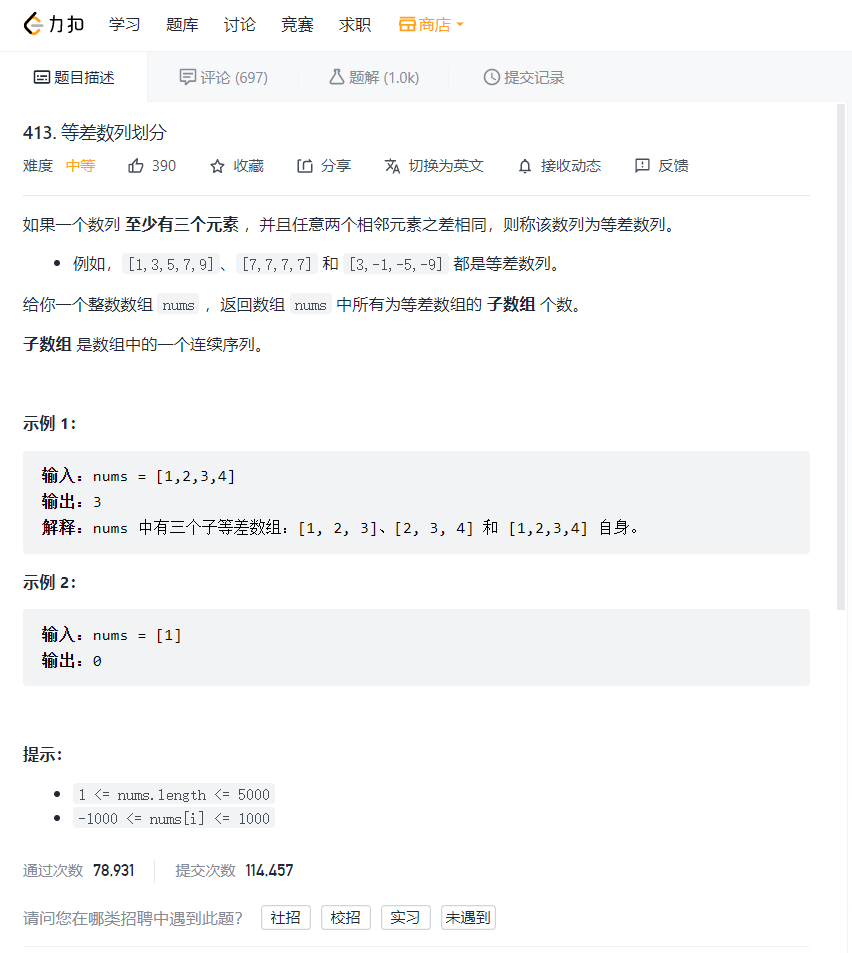 力扣 学习 题库 讨论 竞赛 求职 商店
题目描述 评论 (697) 题解 (1.0k) 提交记录
413. 等差数列划分
难度 中等 390 收藏 分享 切换为英文 接收动态 反馈
如果一个数列 至少有三个元素 ，并且任意两个相邻元素之差相同，则称该数列为等差数列。
• 例如，[1,3,5,7,9]、[7,7,7,7] 和 [3,-1,-5,-9] 都是等差数列。
给你一个整数数组 nums ，返回数组 nums 中所有为等差数组的 子数组 个数。
子数组 是数组中的一个连续序列。
示例 1：
输入：nums = [1,2,3,4]
输出：3
解释：nums 中有三个子等差数组：[1, 2, 3]、[2, 3, 4] 和 [1,2,3,4] 自身。
示例 2：
输入：nums = [1]
输出：0
提示：
• 1 <= nums.length <= 5000
• -1000 <= nums[i] <= 1000
通过次数 78,931 提交次数 114,457
请问您在哪类招聘中遇到此题？ 社招 校招 实习 未遇到